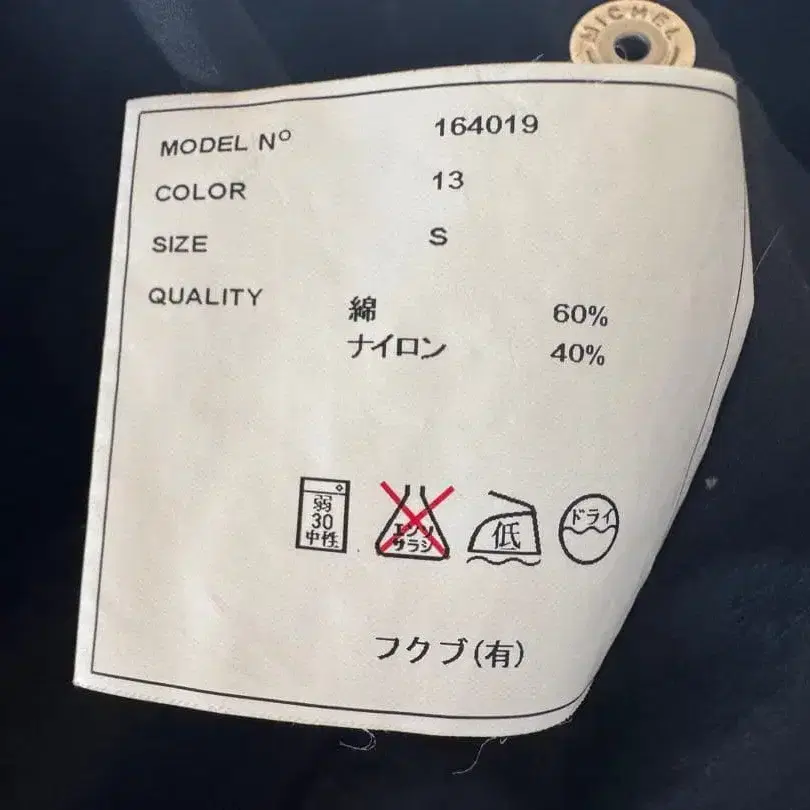 MICHEL
MODEL Nº 164019
COLOR 13
SIZE S
QUALITY 綿 60%
ナイロン 40%
弱
30
中性
エンソ
サラシ
低
ドライ
フクブ(有)